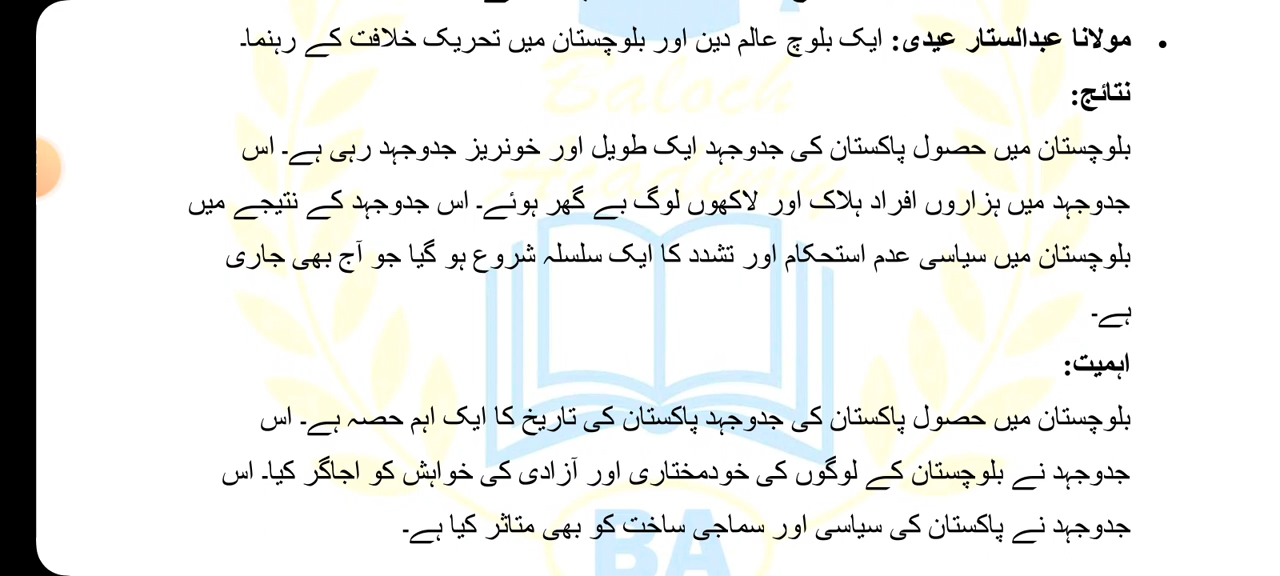 • مولانا عبدالستار عیدی: ایک بلوچ عالم دین اور بلوچستان میں تحریک خلافت کے رہنما۔
نتائج:
بلوچستان میں حصول پاکستان کی جدوجہد ایک طویل اور خونریز جدوجہد رہی ہے۔ اس
جدوجہد میں ہزاروں افراد ہلاک اور لاکھوں لوگ بے گھر ہوئے۔ اس جدوجہد کے نتیجے میں
بلوچستان میں سیاسی عدم استحکام اور تشدد کا ایک سلسلہ شروع ہو گیا جو آج بھی جاری
ہے۔
اہمیت:
بلوچستان میں حصول پاکستان کی جدوجہد پاکستان کی تاریخ کا ایک اہم حصہ ہے۔ اس
جدوجہد نے بلوچستان کے لوگوں کی خودمختاری اور آزادی کی خواہش کو اجاگر کیا۔ اس
جدوجہد نے پاکستان کی سیاسی اور سماجی ساخت کو بھی متاثر کیا ہے۔
Baloch
Academy
BA